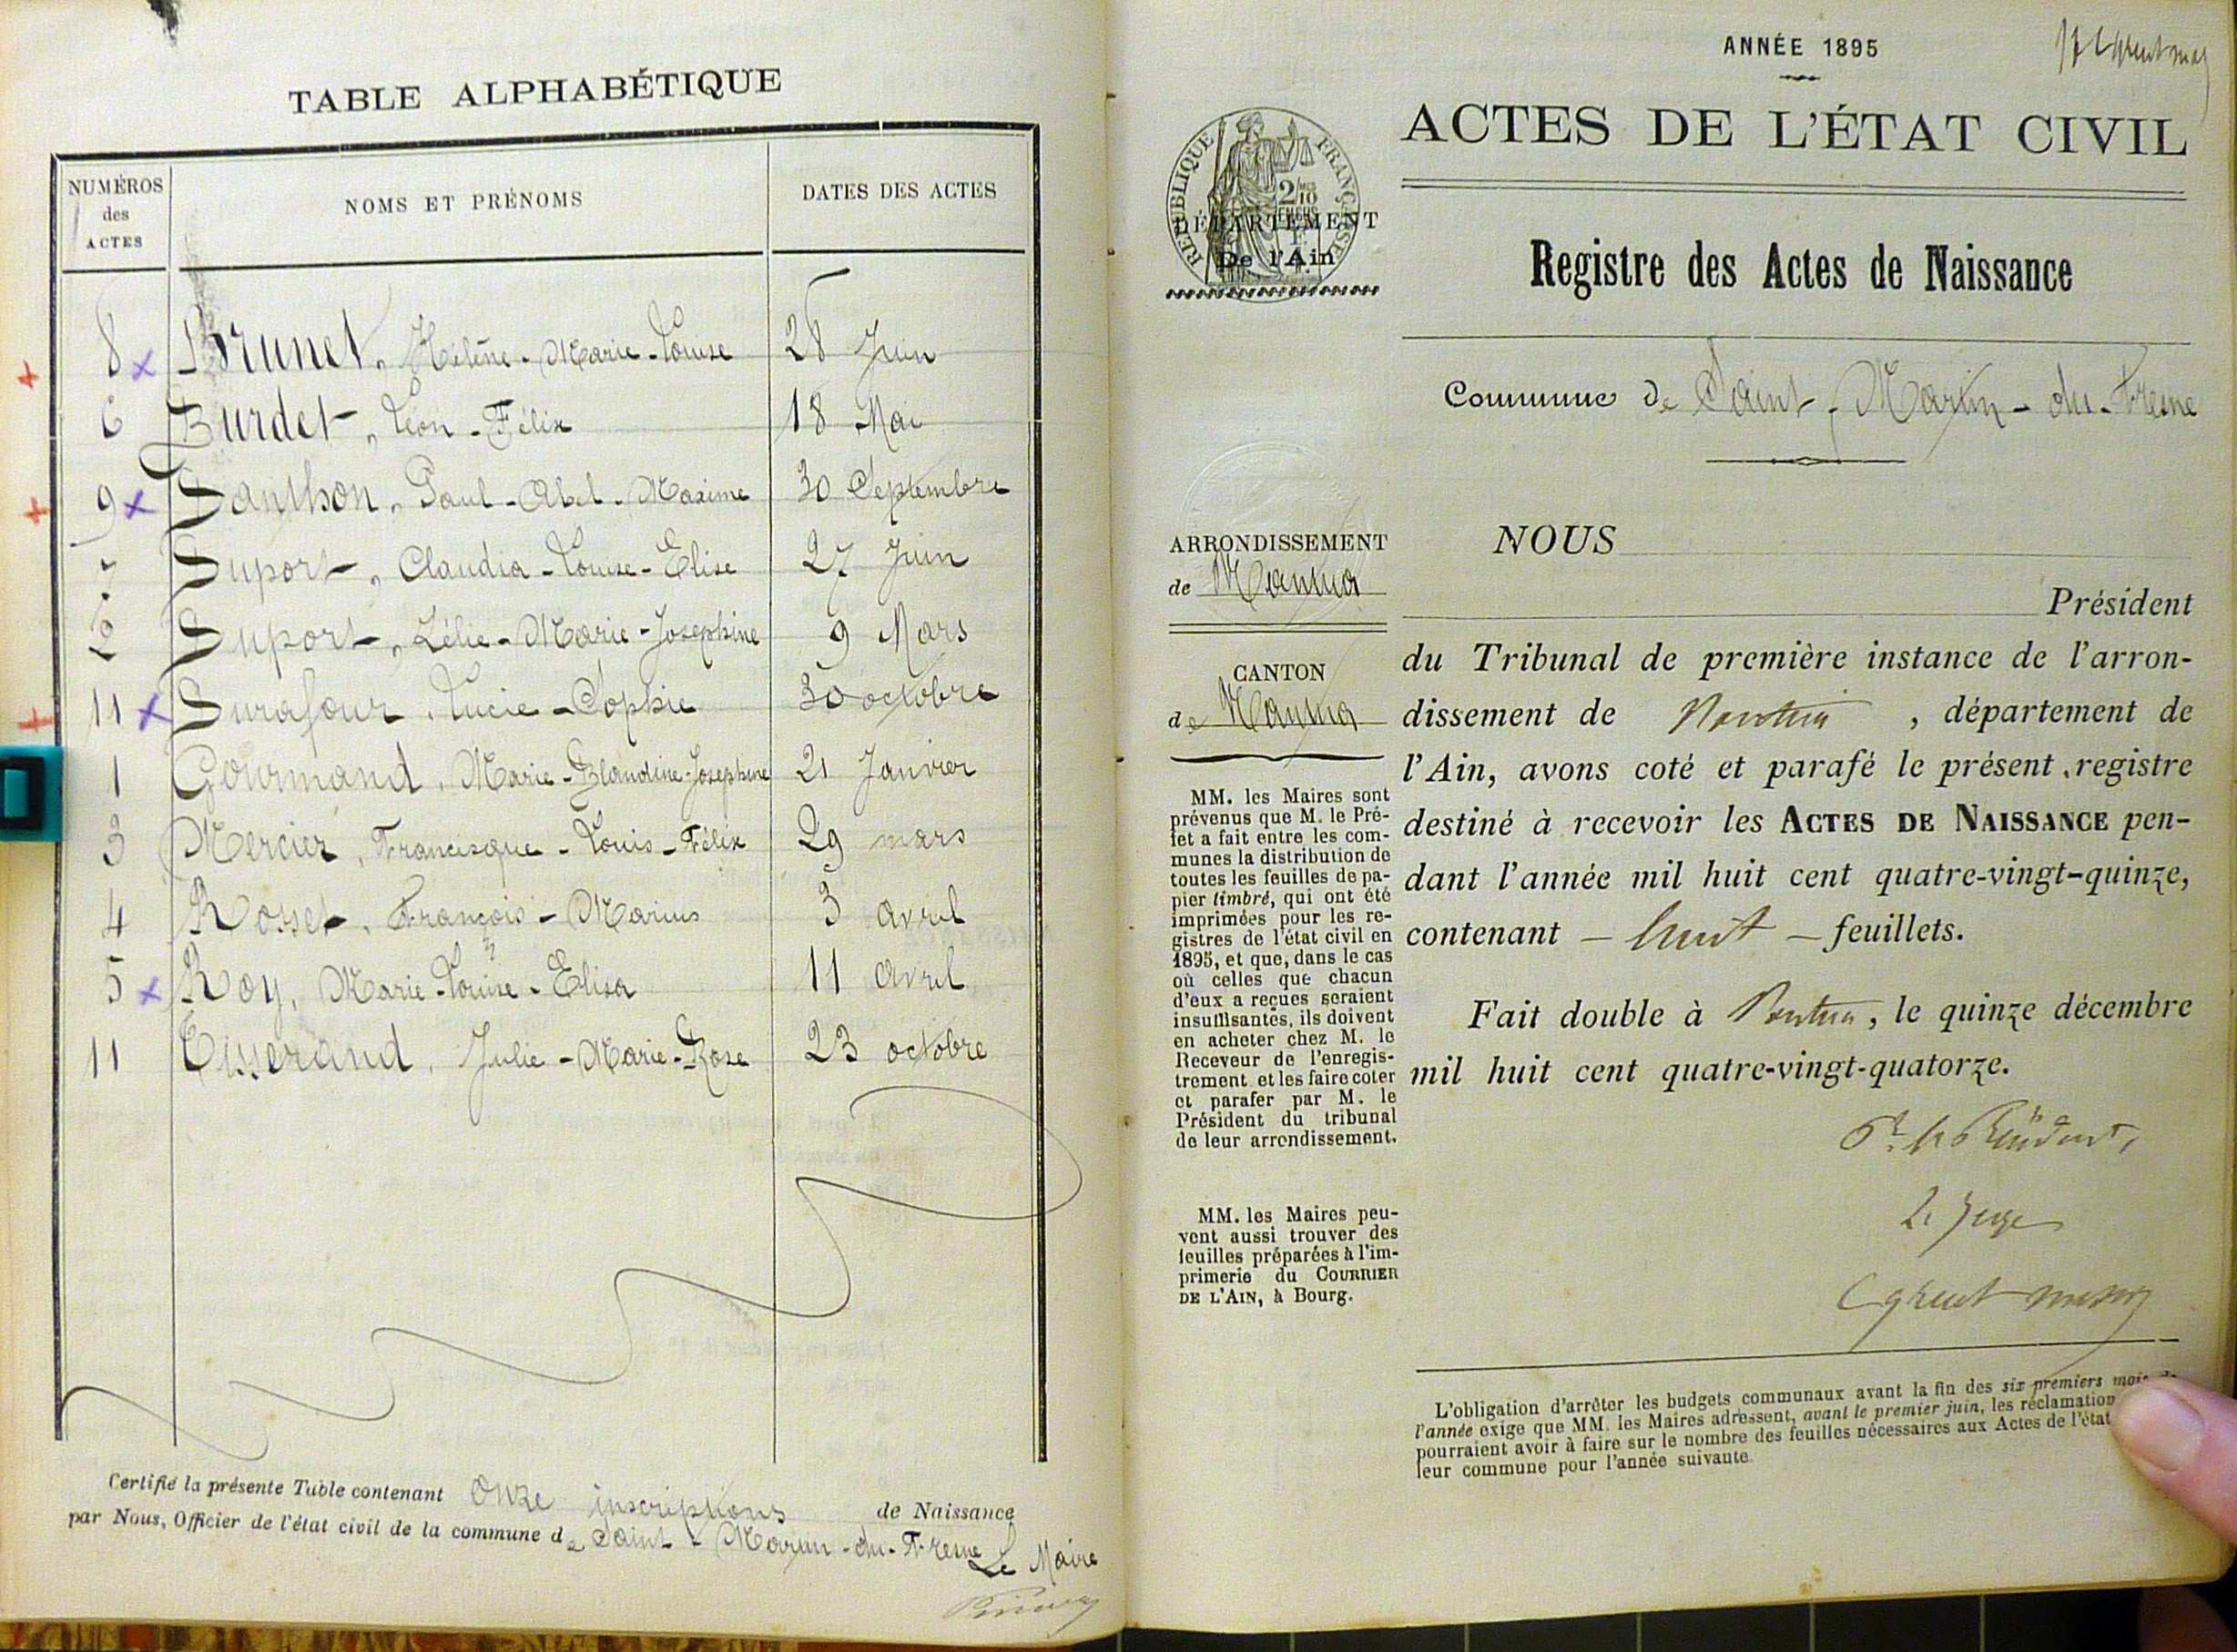 TABLE ALPHABÉTIQUE
NUMÉROS
des
ACTES
NOMS ET PRÉNOMS
DATES DES ACTES
8 x Brunet, Hélène-Marie-Louise 28 Juin
6 Burdet, Léon-Félix 18 Mai
9 x Danthon, Paul-Abel-Maxime 30 Septembre
Duport, Claudia-Louise-Elise 27 Juin
2 Duport, Lélie-Marie-Josephine 9 Mars
11 x Durafour, Lucie-Sophie 30 octobre
1 Gourmand, Marie-Blandine-Josephine 21 Janvier
3 Mercier, Francisque-Louis-Félix 29 mars
4 Rosset, François-Marius 3 avril
5 x Roy, Marie-Louise-Elisa 11 avril
11 Tisserand, Julie-Marie-Rose 23 octobre
Certifié la présente Table contenant Onze inscriptions de Naissance
par Nous, Officier de l'état civil de la commune de Saint-Martin-du-Fresne
Le Maire
ANNÉE 1895
ACTES DE L'ÉTAT CIVIL
RÉPUBLIQUE FRANÇAISE
2/10
DÉPARTEMENT
De l'Ain
Registre des Actes de Naissance
Commune de Saint-Martin-du-Fresne
ARRONDISSEMENT
de Nantua
CANTON
de Nantua
MM. les Maires sont
prévenus que M. le Pré-
fet a fait entre les com-
munes la distribution de
toutes les feuilles de pa-
pier timbré, qui ont été
imprimées pour les re-
gistres de l'état civil en
1895, et que, dans le cas
où celles que chacun
d'eux a reçues seraient
insuffisantes, ils doivent
en acheter chez M. le
Receveur de l'enregis-
trement et les faire coter
et parafer par M. le
Président du tribunal
de leur arrondissement.
MM. les Maires peu-
vent aussi trouver des
feuilles préparées à l'im-
primerie du COURRIER
DE L'AIN, à Bourg.
NOUS
Président
du Tribunal de première instance de l'arron-
dissement de Nantua, département de
l'Ain, avons coté et parafé le présent registre
destiné à recevoir les ACTES DE NAISSANCE pen-
dant l'année mil huit cent quatre-vingt-quinze,
contenant - huit - feuillets.
Fait double à Nantua, le quinze décembre
mil huit cent quatre-vingt-quatorze.
Pr le Président,
Le Juge
L'obligation d'arrêter les budgets communaux avant la fin des six premiers mois de
l'année exige que MM. les Maires adressent, avant le premier juin, les réclamation
pourraient avoir à faire sur le nombre des feuilles nécessaires aux Actes de l'état
leur commune pour l'année suivante.